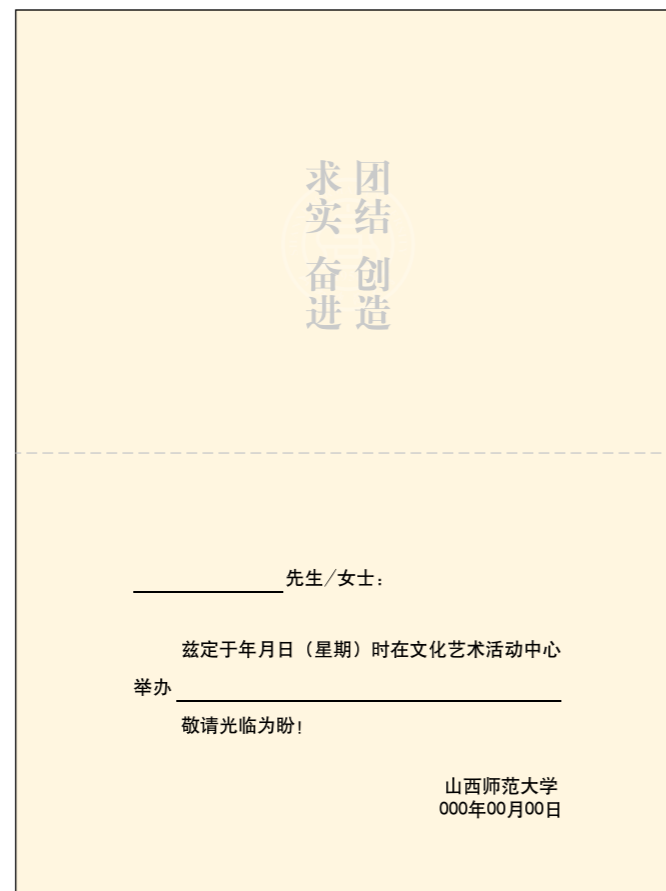 团结 创造
求实 奋进
先生/女士:
兹定于年月日（星期）时在文化艺术活动中心
举办
敬请光临为盼!
山西师范大学
000年00月00日